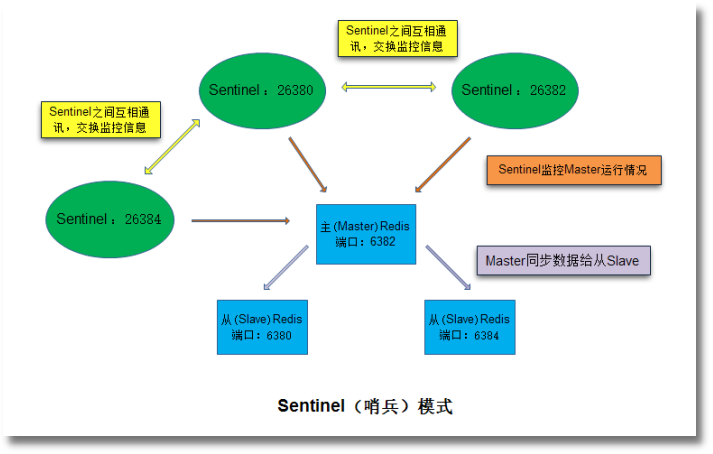 Sentinel之间互相通
讯，交换监控信息
Sentinel：26380
Sentinel：26382
Sentinel之间互相通
讯，交换监控信息
Sentinel监控Master运行情况
Sentinel：26384
主(Master)Redis
端口：6382
Master同步数据给从Slave
从(Slave)Redis
端口：6380
从(Slave)Redis
端口：6384
Sentinel（哨兵）模式